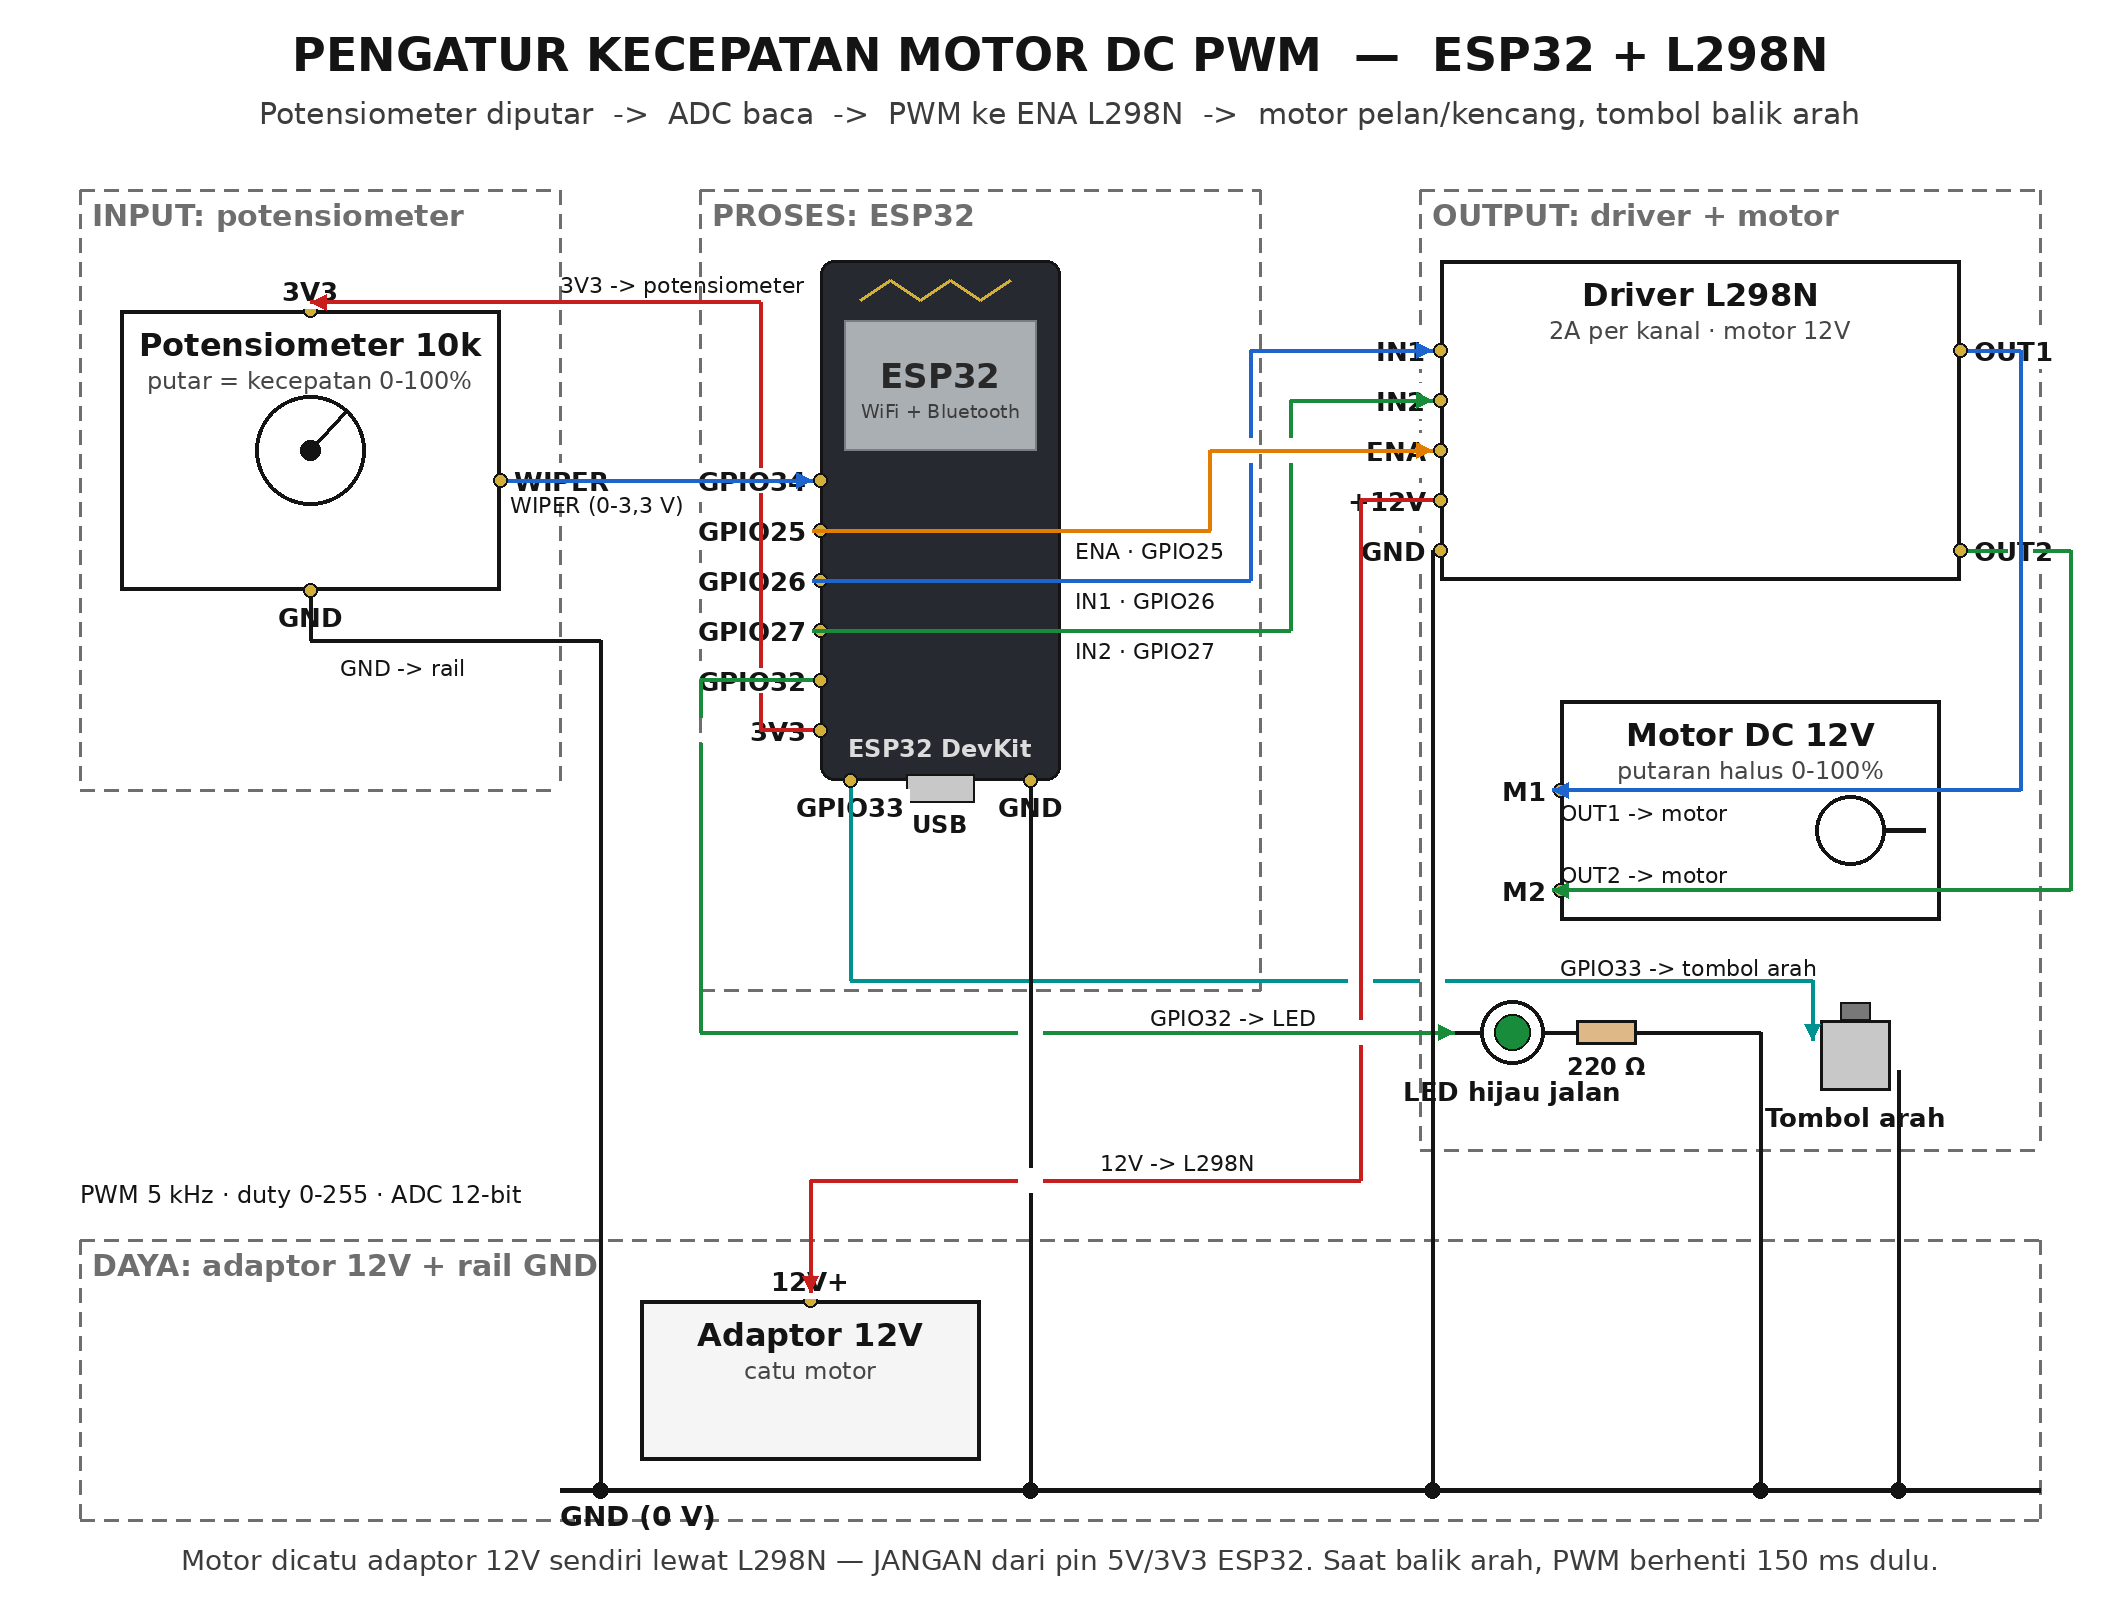 PENGATUR KECEPATAN MOTOR DC PWM — ESP32 + L298N
Potensiometer diputar -> ADC baca -> PWM ke ENA L298N -> motor pelan/kencang, tombol balik arah
INPUT: potensiometer
3V3
Potensiometer 10k
putar = kecepatan 0-100%
WIPER
WIPER (0-3,3 V)
GND
GND -> rail
3V3 -> potensiometer
PROSES: ESP32
ESP32
WiFi + Bluetooth
GPIO34
GPIO25
GPIO26
GPIO27
GPIO32
3V3
ESP32 DevKit
GPIO33
USB
GND
ENA · GPIO25
IN1 · GPIO26
IN2 · GPIO27
OUTPUT: driver + motor
Driver L298N
2A per kanal · motor 12V
IN1
IN2
ENA
+12V
GND
OUT1
OUT2
Motor DC 12V
putaran halus 0-100%
M1
OUT1 -> motor
OUT2 -> motor
M2
GPIO33 -> tombol arah
GPIO32 -> LED
220 Ω
LED hijau jalan
Tombol arah
12V -> L298N
PWM 5 kHz · duty 0-255 · ADC 12-bit
DAYA: adaptor 12V + rail GND
12V+
Adaptor 12V
catu motor
GND (0 V)
Motor dicatu adaptor 12V sendiri lewat L298N — JANGAN dari pin 5V/3V3 ESP32. Saat balik arah, PWM berhenti 150 ms dulu.